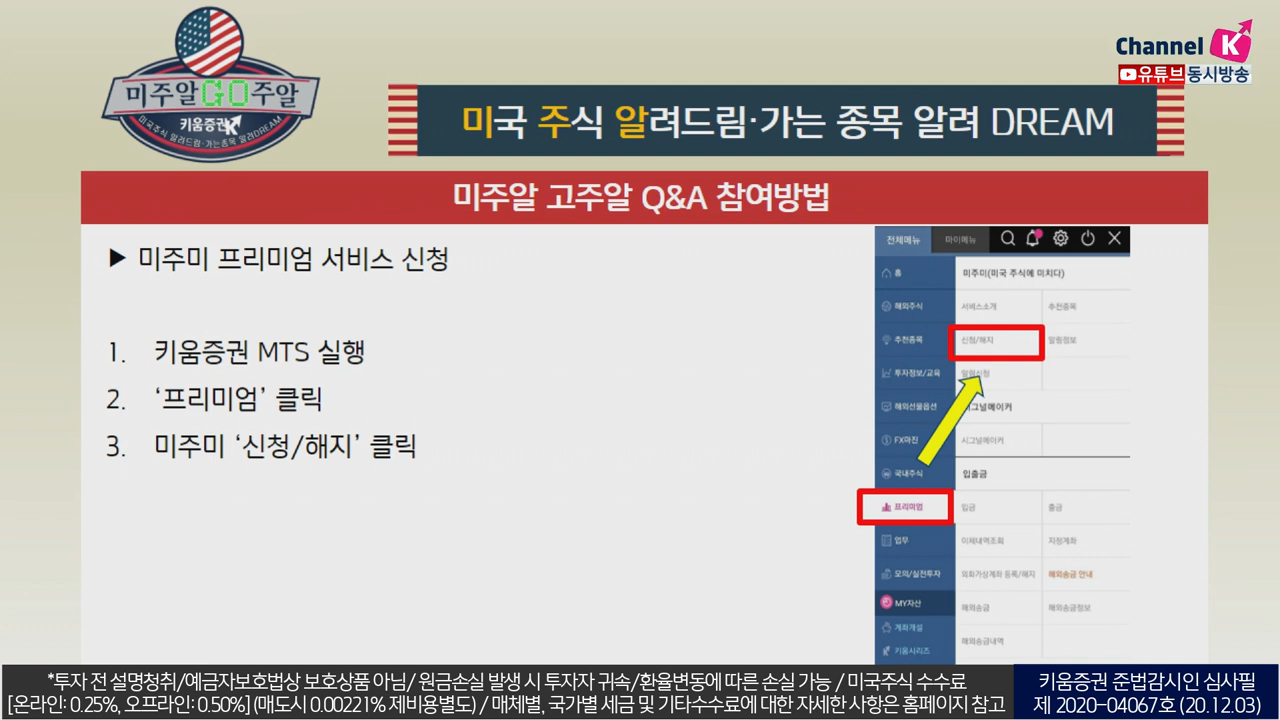 미주알GO주알
키움증권
미국주식 알려드림·가는종목 알려DREAM
Channel K
유튜브 동시방송
미국 주식 알려드림·가는 종목 알려 DREAM
미주알 고주알 Q&A 참여방법
▶ 미주미 프리미엄 서비스 신청
1. 키움증권 MTS 실행
2. ‘프리미엄’ 클릭
3. 미주미 ‘신청/해지’ 클릭
전체메뉴 마이메뉴
홈 미주미(미국 주식에 미치다)
해외주식 서비스소개 추천종목
추천종목 신청/해지 알림정보
투자정보/교육 알림신청
해외선물옵션 시그널메이커
FX마진 시그널메이커
국내주식 입출금
프리미엄 입금 출금
업무 이체내역조회 지정계좌
모의/실전투자 외화가상계좌 등록/해지 해외송금 안내
MY자산 해외송금 해외송금정보
계좌개설
해외송금내역
키움시리즈
*투자 전 설명청취/예금자보호법상 보호상품 아님/ 원금손실 발생 시 투자자 귀속/환율변동에 따른 손실 가능 / 미국주식 수수료
[온라인: 0.25%, 오프라인: 0.50%] (매도시 0.00221% 제비용별도) / 매체별, 국가별 세금 및 기타수수료에 대한 자세한 사항은 홈페이지 참고
키움증권 준법감시인 심사필
제 2020-04067호 (20.12.03)